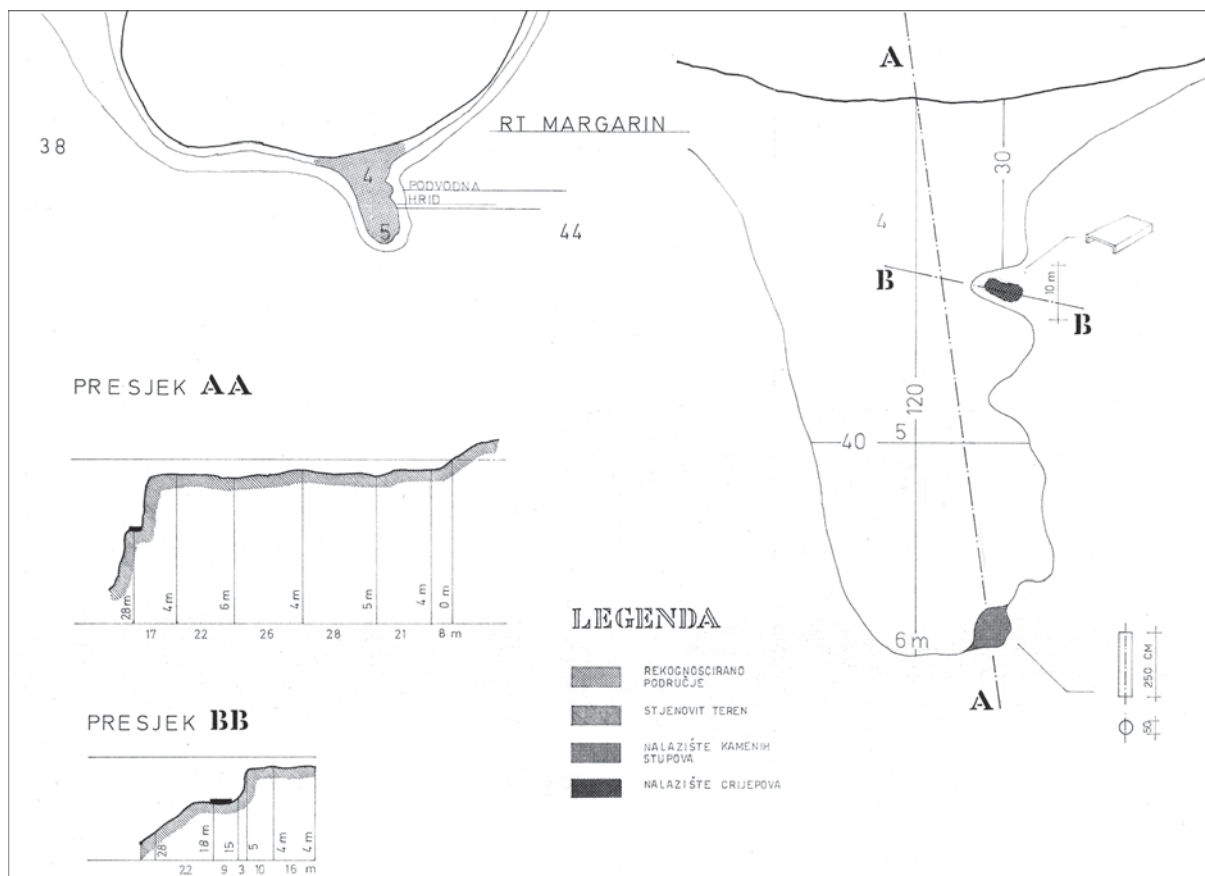 38
4
5
RT MARGARIN
PODVODNA
HRID
44
A
30
4
B
10 m
B
120
40
5
6 m
A
250 CM
50
PRESJEK AA
28m
4m
6 m
4 m
5 m
4 m
0 m
17
22
26
28
21
8 m
PRESJEK BB
28
18 m
15
5
4 m
4 m
22
9
3
10
16 m
LEGENDA
REKOGNOSCIRANO
PODRUČJE
STJENOVIT TEREN
NALAZIŠTE KAMENIH
STUPOVA
NALAZIŠTE CRIJEPOVA